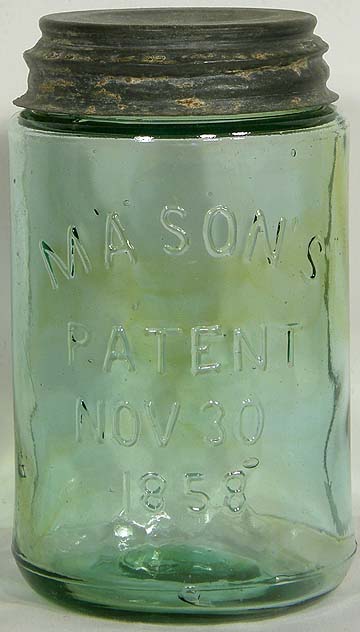 MASON'S
PATENT
NOV 30
1858